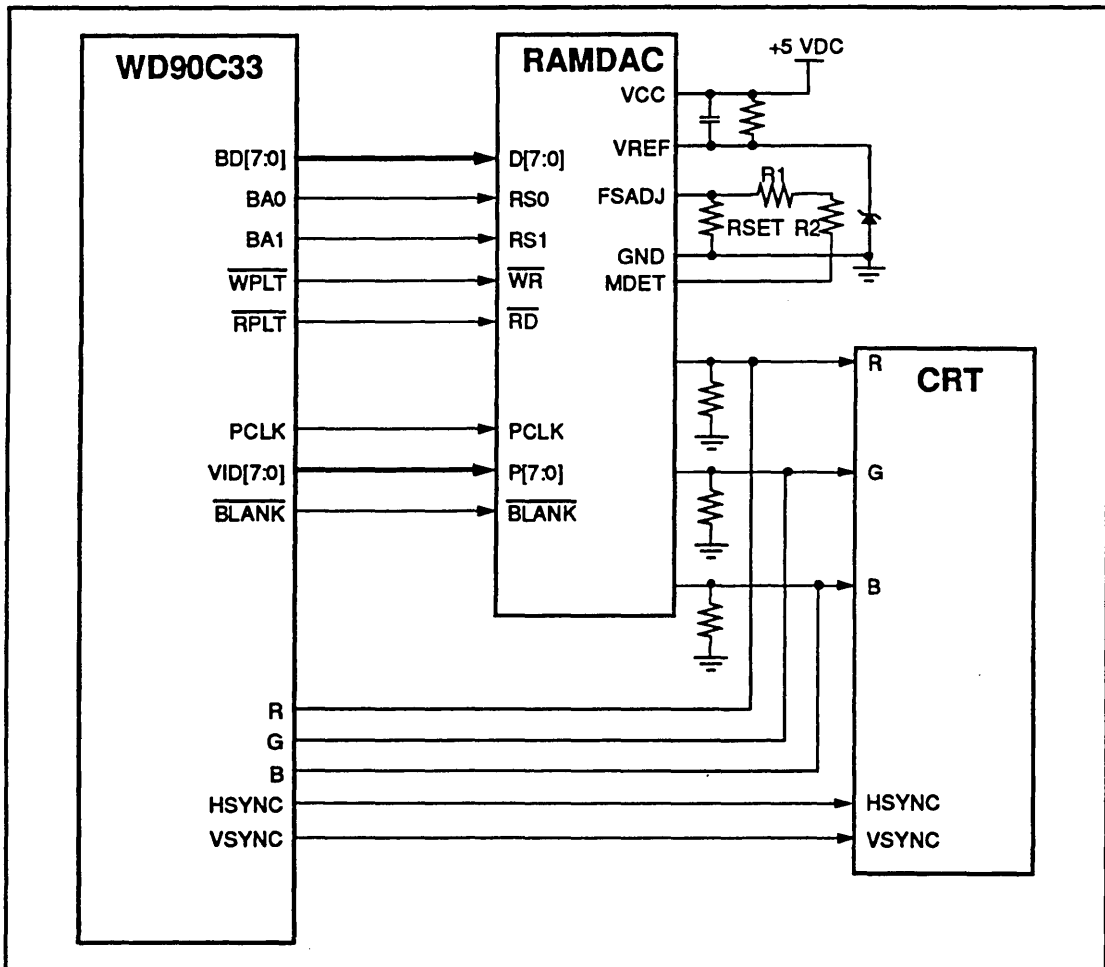 WD90C33
BD[7:0]
BA0
BA1
WPLT
RPLT
PCLK
VID[7:0]
BLANK
R
G
B
HSYNC
VSYNC
RAMDAC
VCC
VREF
FSADJ
GND
MDET
D[7:0]
RS0
RS1
WR
RD
PCLK
P[7:0]
BLANK
+5 VDC
R1
RSET R2
CRT
R
G
B
HSYNC
VSYNC